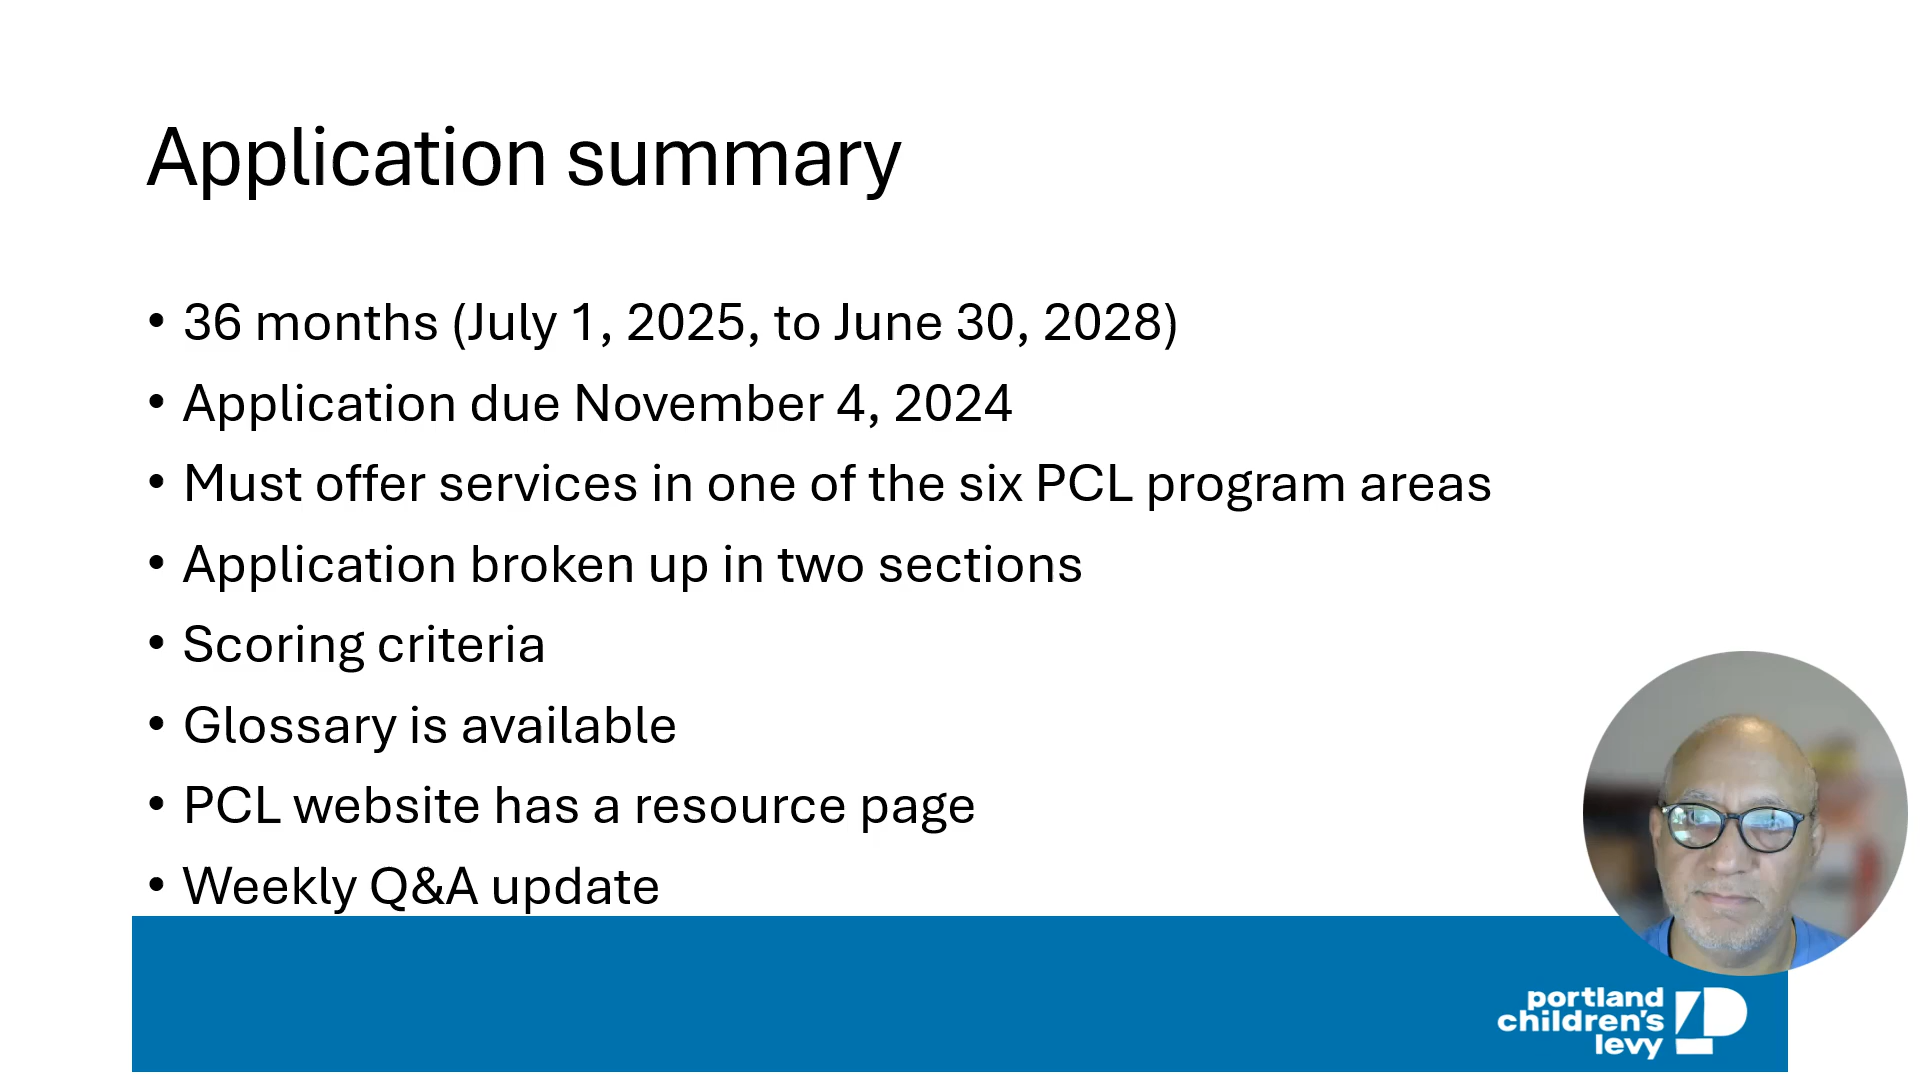 Application summary
• 36 months (July 1, 2025, to June 30, 2028)
• Application due November 4, 2024
• Must offer services in one of the six PCL program areas
• Application broken up in two sections
• Scoring criteria
• Glossary is available
• PCL website has a resource page
• Weekly Q&A update
portland
children's
levy